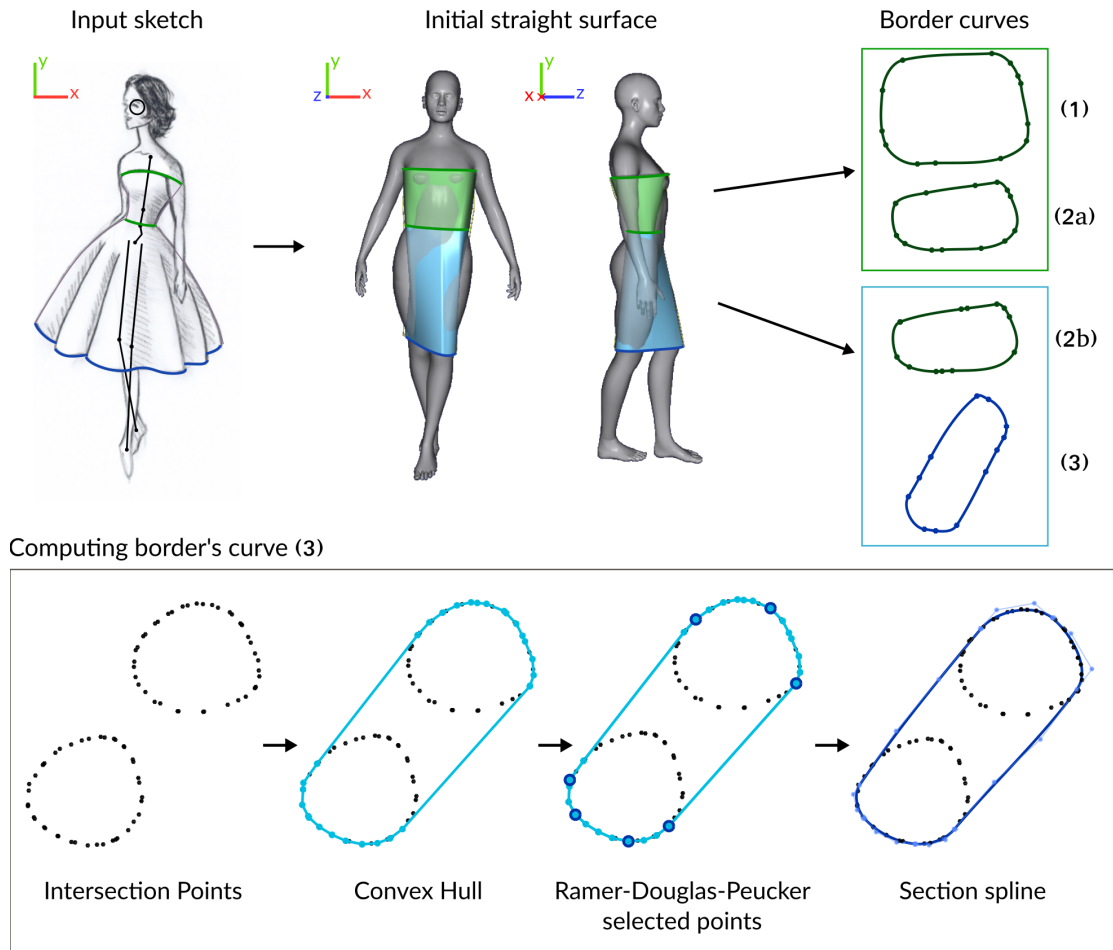 Input sketch
Initial straight surface
Border curves
y
x
y
z
x
y
x
z
(1)
(2a)
(2b)
(3)
Computing border's curve (3)
Intersection Points
Convex Hull
Ramer-Douglas-Peucker
selected points
Section spline